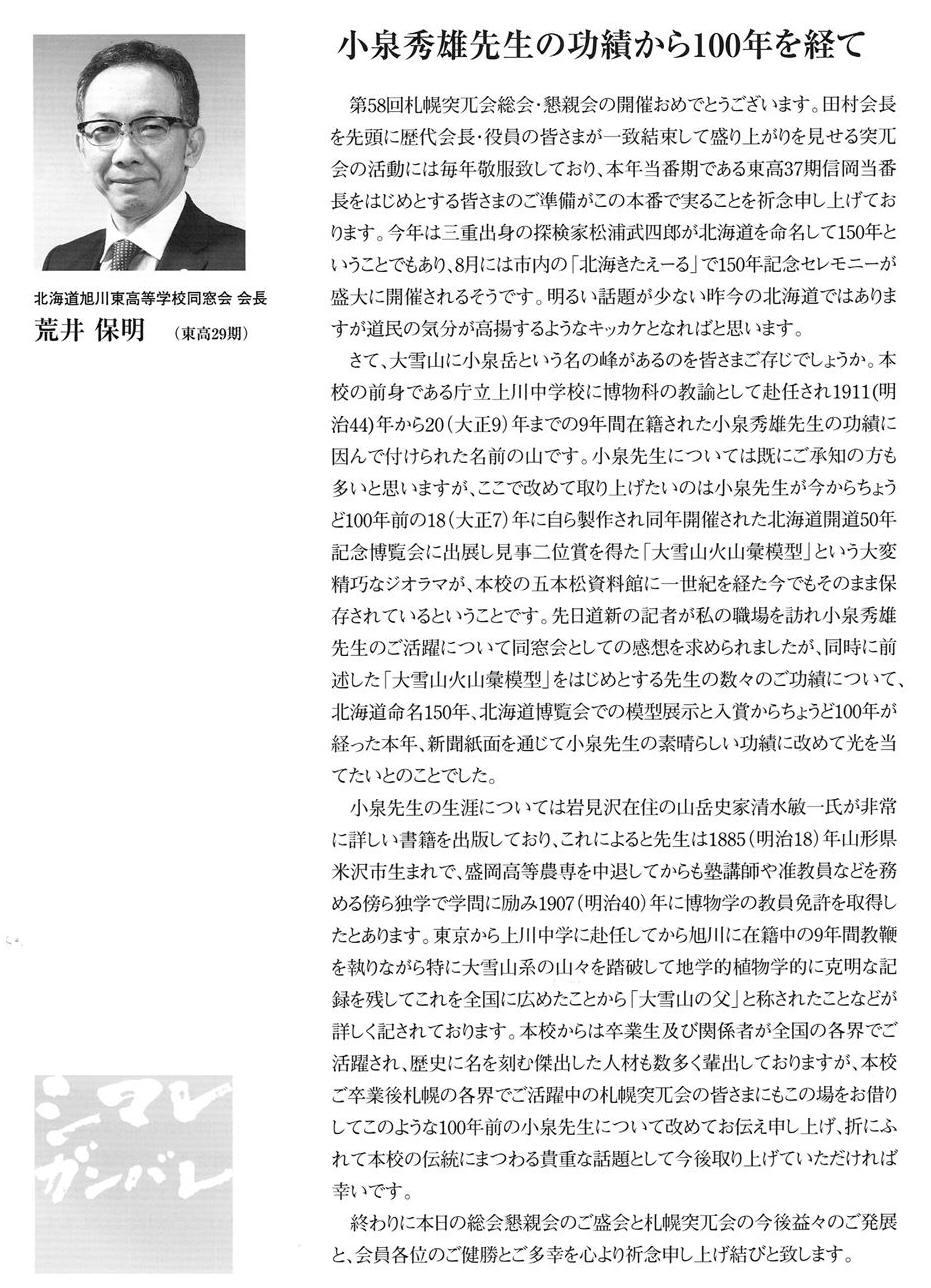 小泉秀雄先生の功績から100年を経て
北海道旭川東高等学校同窓会 会長
荒井 保明 （東高29期）
第58回札幌突兀会総会･懇親会の開催おめでとうございます。田村会長
を先頭に歴代会長･役員の皆さまが一致結束して盛り上がりを見せる突兀
会の活動には毎年敬服致しており、本年当番期である東高37期信岡当番
長をはじめとする皆さまのご準備がこの本番で実ることを祈念申し上げてお
ります。今年は三重出身の探検家松浦武四郎が北海道を命名して150年と
いうことでもあり、8月には市内の「北海きたえーる」で150年記念セレモニーが
盛大に開催されるそうです。明るい話題が少ない昨今の北海道ではありま
すが道民の気分が高揚するようなキッカケとなればと思います。
さて、大雪山に小泉岳という名の峰があるのを皆さまご存じでしょうか。本
校の前身である庁立上川中学校に博物科の教諭として赴任され1911(明
治44)年から20（大正9）年までの9年間在籍された小泉秀雄先生の功績に
因んで付けられた名前の山です。小泉先生については既にご承知の方も
多いと思いますが、ここで改めて取り上げたいのは小泉先生が今からちょう
ど100年前の18（大正7）年に自ら製作され同年開催された北海道開道50年
記念博覧会に出展し見事二位賞を得た「大雪山火山彙模型」という大変
精巧なジオラマが、本校の五本松資料館に一世紀を経た今でもそのまま保
存されているということです。先日道新の記者が私の職場を訪れ小泉秀雄
先生のご活躍について同窓会としての感想を求められましたが、同時に前
述した「大雪山火山彙模型」をはじめとする先生の数々のご功績について、
北海道命名150年、北海道博覧会での模型展示と入賞からちょうど100年が
経った本年、新聞紙面を通じて小泉先生の素晴らしい功績に改めて光を当
てたいとのことでした。
小泉先生の生涯については岩見沢在住の山岳史家清水敏一氏が非常
に詳しい書籍を出版しており、これによると先生は1885（明治18）年山形県
米沢市生まれで、盛岡高等農専を中退してからも塾講師や准教員などを務
める傍ら独学で学問に励み1907（明治40）年に博物学の教員免許を取得し
たとあります。東京から上川中学に赴任してから旭川に在籍中の9年間教鞭
を執りながら特に大雪山系の山々を踏破して地学的植物学的に克明な記
録を残してこれを全国に広めたことから「大雪山の父」と称されたことなどが
詳しく記されております。本校からは卒業生及び関係者が全国の各界でご
活躍され、歴史に名を刻む傑出した人材も数多く輩出しておりますが、本校
ご卒業後札幌の各界でご活躍中の札幌突兀会の皆さまにもこの場をお借り
してこのような100年前の小泉先生について改めてお伝え申し上げ、折にふ
れて本校の伝統にまつわる貴重な話題として今後取り上げていただければ
幸いです。
終わりに本日の総会懇親会のご盛会と札幌突兀会の今後益々のご発展
と、会員各位のご健勝とご多幸を心より祈念申し上げ結びと致します。
シマレ
ガンバレ